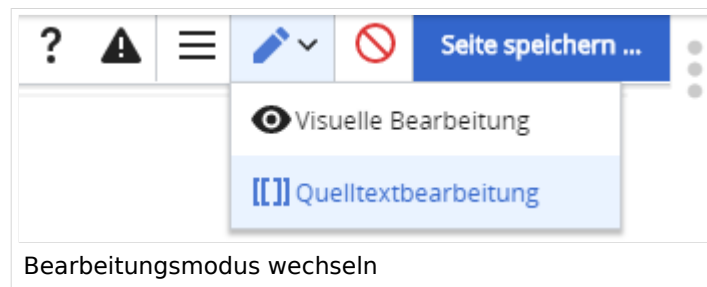 ? Seite speichern ...
Visuelle Bearbeitung
[[]] Quelltextbearbeitung
Bearbeitungsmodus wechseln